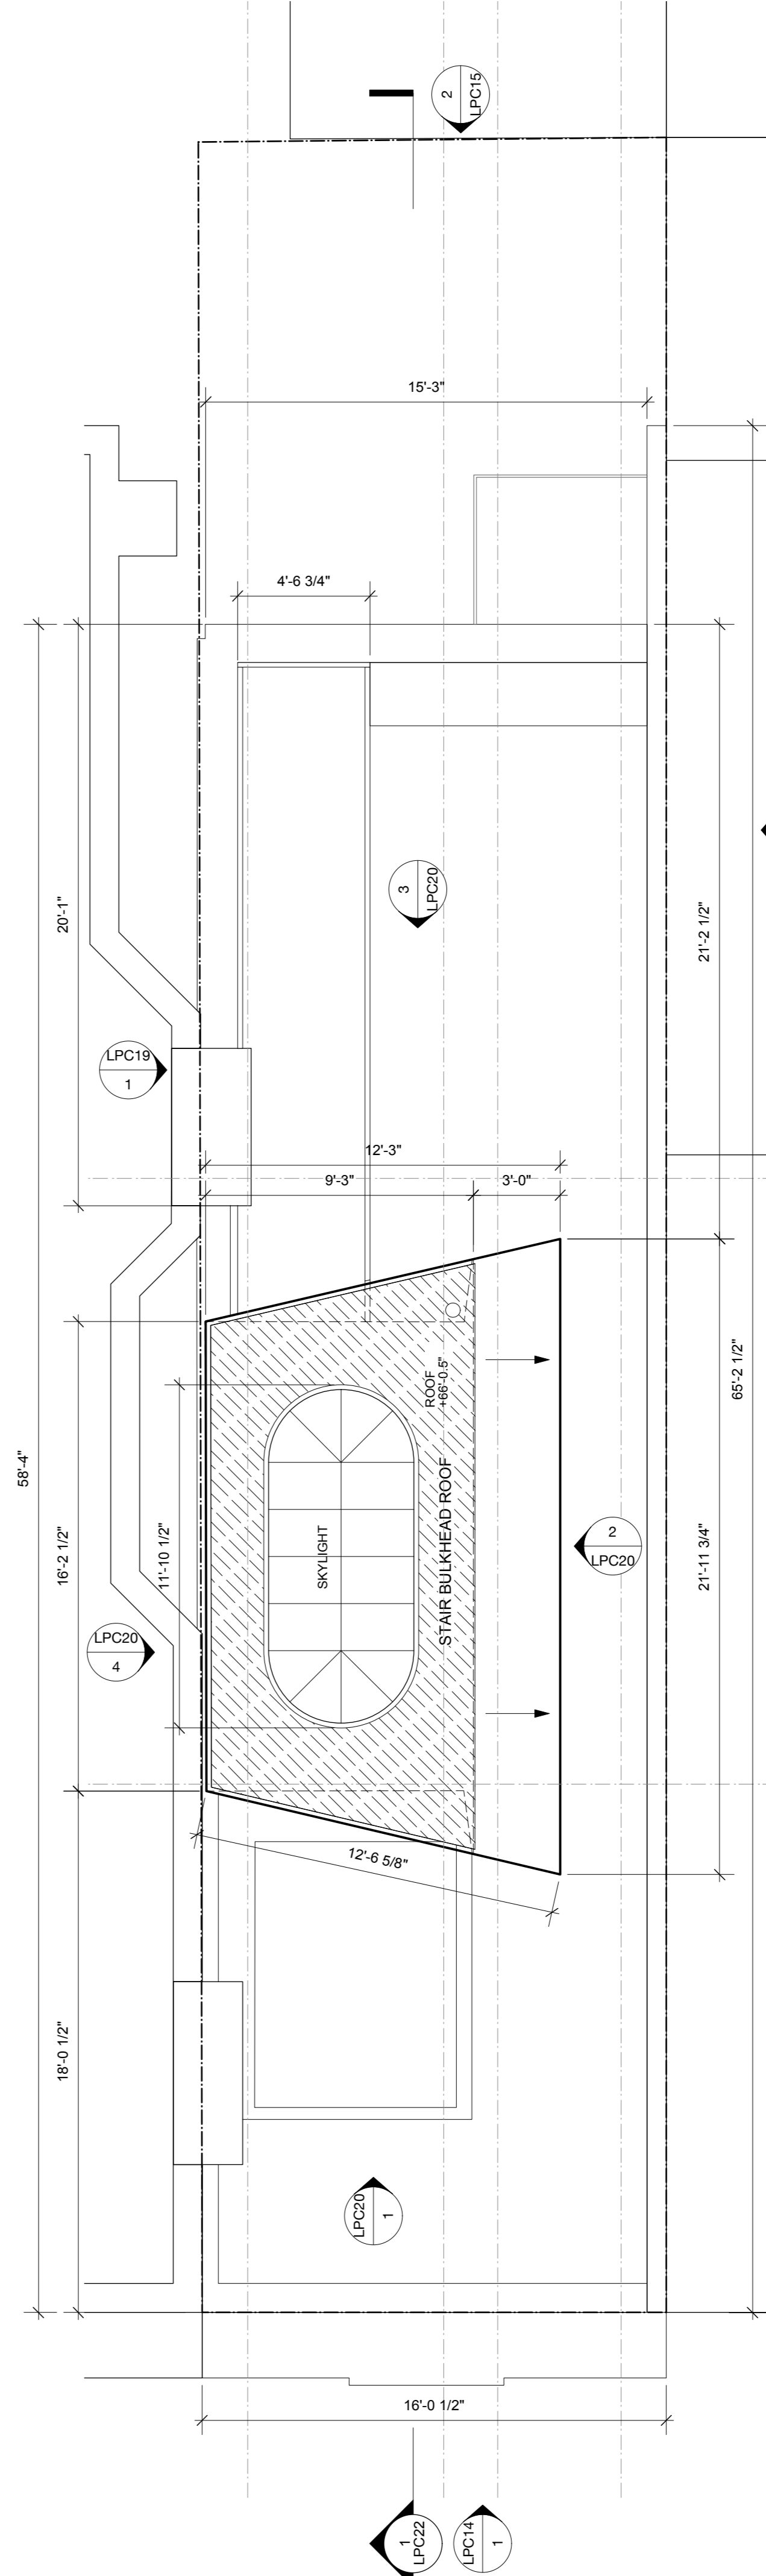 2
LPC15
15'-3"
4'-6 3/4"
20'-1"
21'-2 1/2"
3
LPC20
LPC19
1
12'-3"
9'-3"
3'-0"
58'-4"
16'-2 1/2"
11'-10 1/2"
ROOF
+66'-0.5"
SKYLIGHT
STAIR BULKHEAD ROOF
65'-2 1/2"
21'-11 3/4"
2
LPC20
LPC20
4
12'-6 5/8"
18'-0 1/2"
LPC20
1
16'-0 1/2"
1
LPC22
LPC14
1